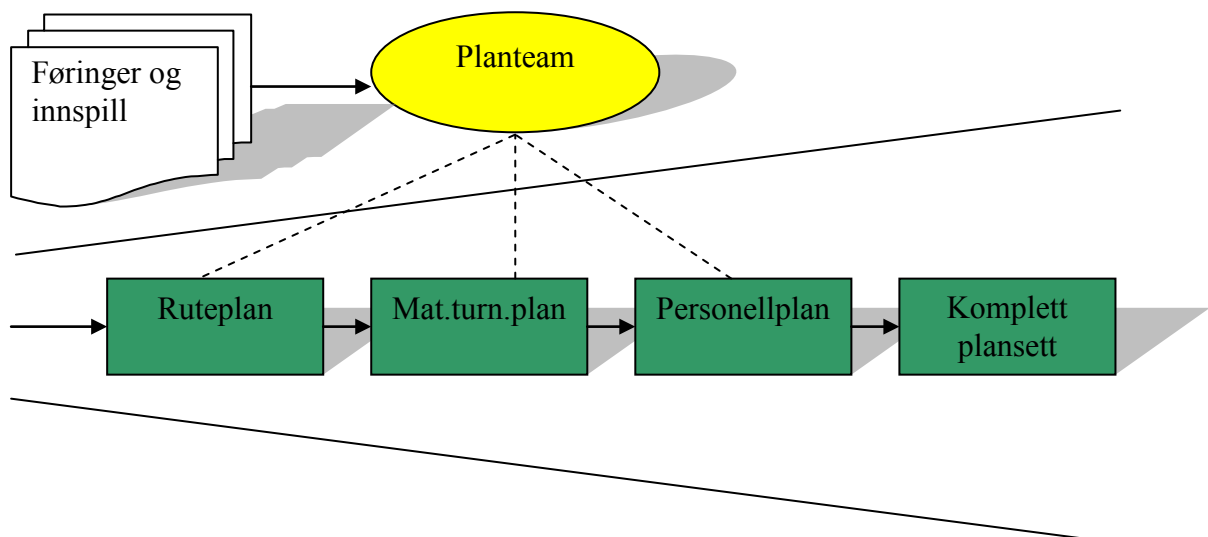 Føringer og
innspill
Planteam
Ruteplan
Mat.turn.plan
Personellplan
Komplett
plansett